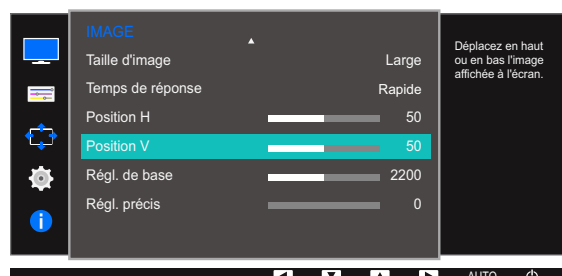 IMAGE
Taille d'image Large
Temps de réponse Rapide
Position H 50
Position V 50
Régl. de base 2200
Régl. précis 0
Déplacez en haut
ou en bas l'image
affichée à l'écran.
AUTO